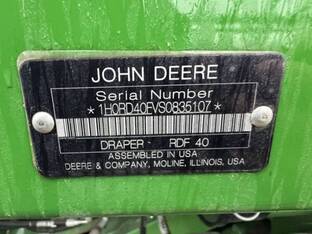 JOHN DEERE
Serial Number
*1H0RD40FVS0835107*
DRAPER RDF 40
ASSEMBLED IN USA
DEERE & COMPANY, MOLINE, ILLINOIS, USA